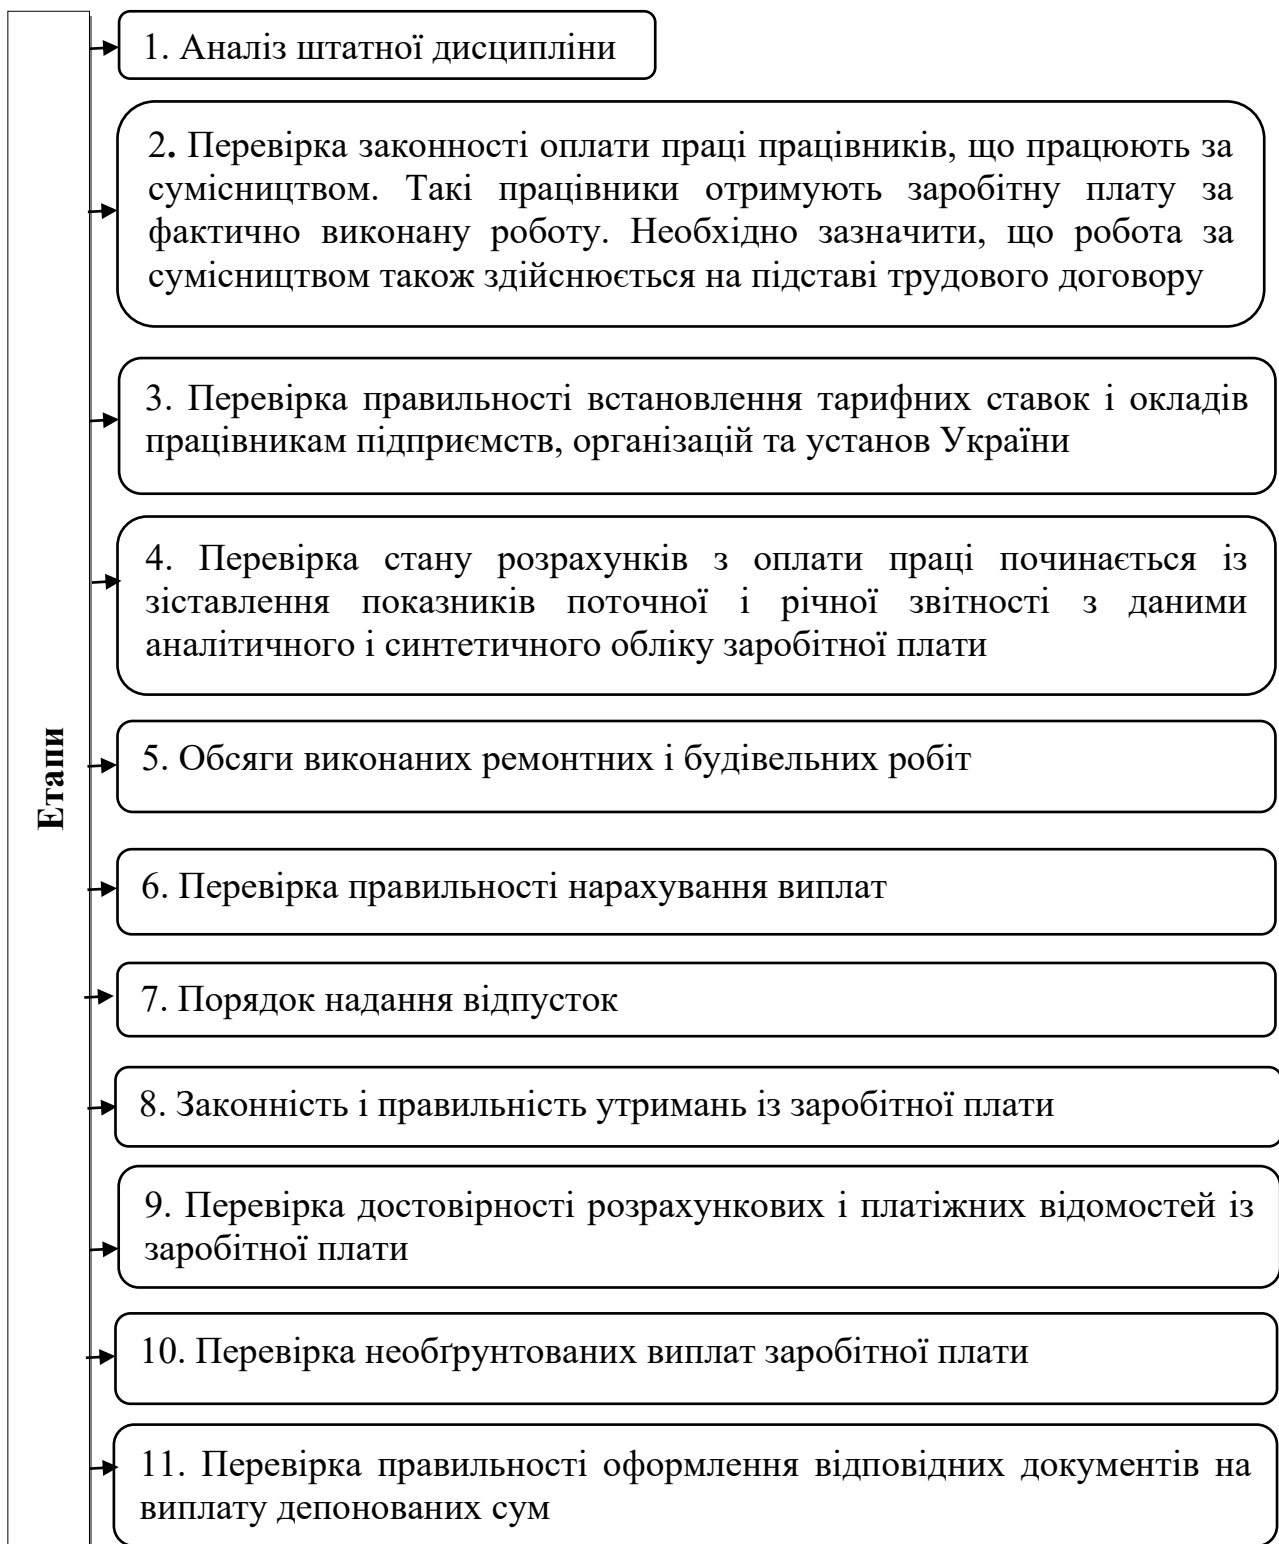 1. Аналіз штатної дисципліни
2. Перевірка законності оплати праці працівників, що працюють за
сумісництвом. Такі працівники отримують заробітну плату за
фактично виконану роботу. Необхідно зазначити, що робота за
сумісництвом також здійснюється на підставі трудового договору
3. Перевірка правильності встановлення тарифних ставок і окладів
працівникам підприємств, організацій та установ України
4. Перевірка стану розрахунків з оплати праці починається із
зіставлення показників поточної і річної звітності з даними
аналітичного і синтетичного обліку заробітної плати
Етапи
5. Обсяги виконаних ремонтних і будівельних робіт
6. Перевірка правильності нарахування виплат
7. Порядок надання відпусток
8. Законність і правильність утримань із заробітної плати
9. Перевірка достовірності розрахункових і платіжних відомостей із
заробітної плати
10. Перевірка необґрунтованих виплат заробітної плати
11. Перевірка правильності оформлення відповідних документів на
виплату депонованих сум